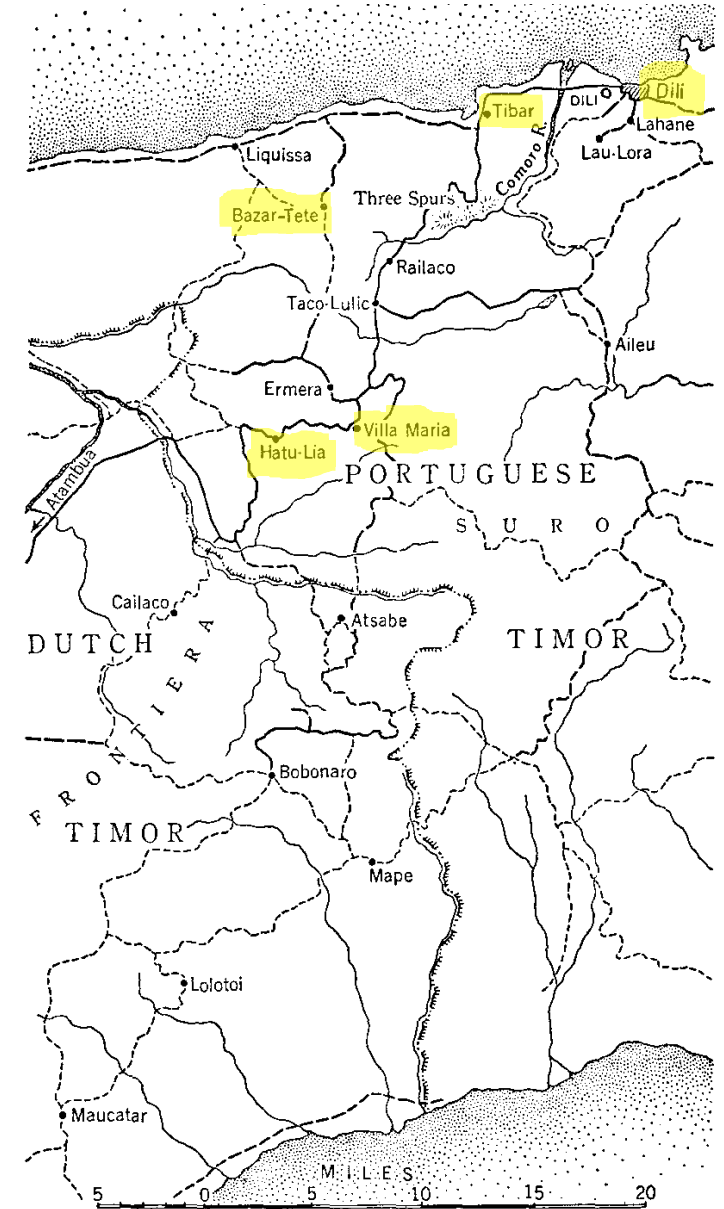 Dili
DILI
Tibar
Lahane
Comoro R.
Lau-Lora
Liquissa
Three Spurs
Bazar-Tete
Railaco
Taco-Lulic
Aileu
Ermera
Villa Maria
Hatu-Lia
PORTUGUESE
Atambua
SURO
Cailaco
Atsabe
DUTCH
TIMOR
FRONTIERA
Bobonaro
TIMOR
Mape
Lolotoi
Maucatar
MILES
5 0 5 10 15 20